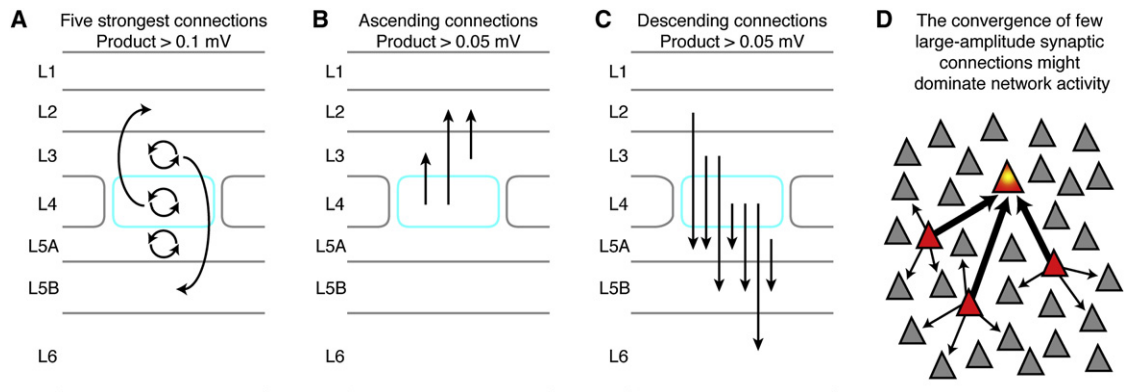 A
Five strongest connections
Product > 0.1 mV
L1
L2
L3
L4
L5A
L5B
L6
B
Ascending connections
Product > 0.05 mV
L1
L2
L3
L4
L5A
L5B
L6
C
Descending connections
Product > 0.05 mV
L1
L2
L3
L4
L5A
L5B
L6
D
The convergence of few
large-amplitude synaptic
connections might
dominate network activity